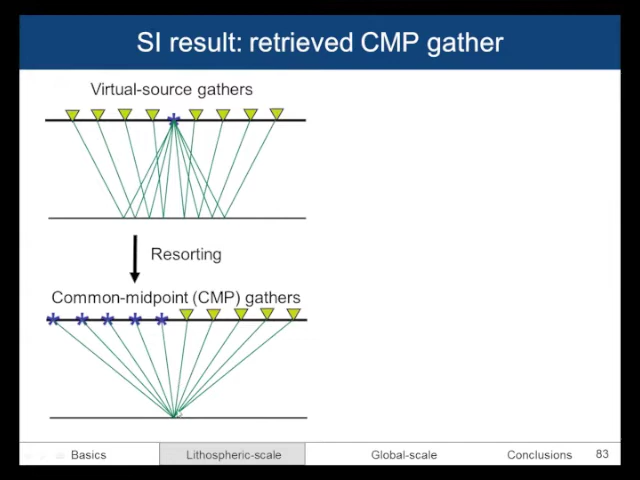 SI result: retrieved CMP gather
Virtual-source gathers
Resorting
Common-midpoint (CMP) gathers
Basics Lithospheric-scale Global-scale Conclusions 83